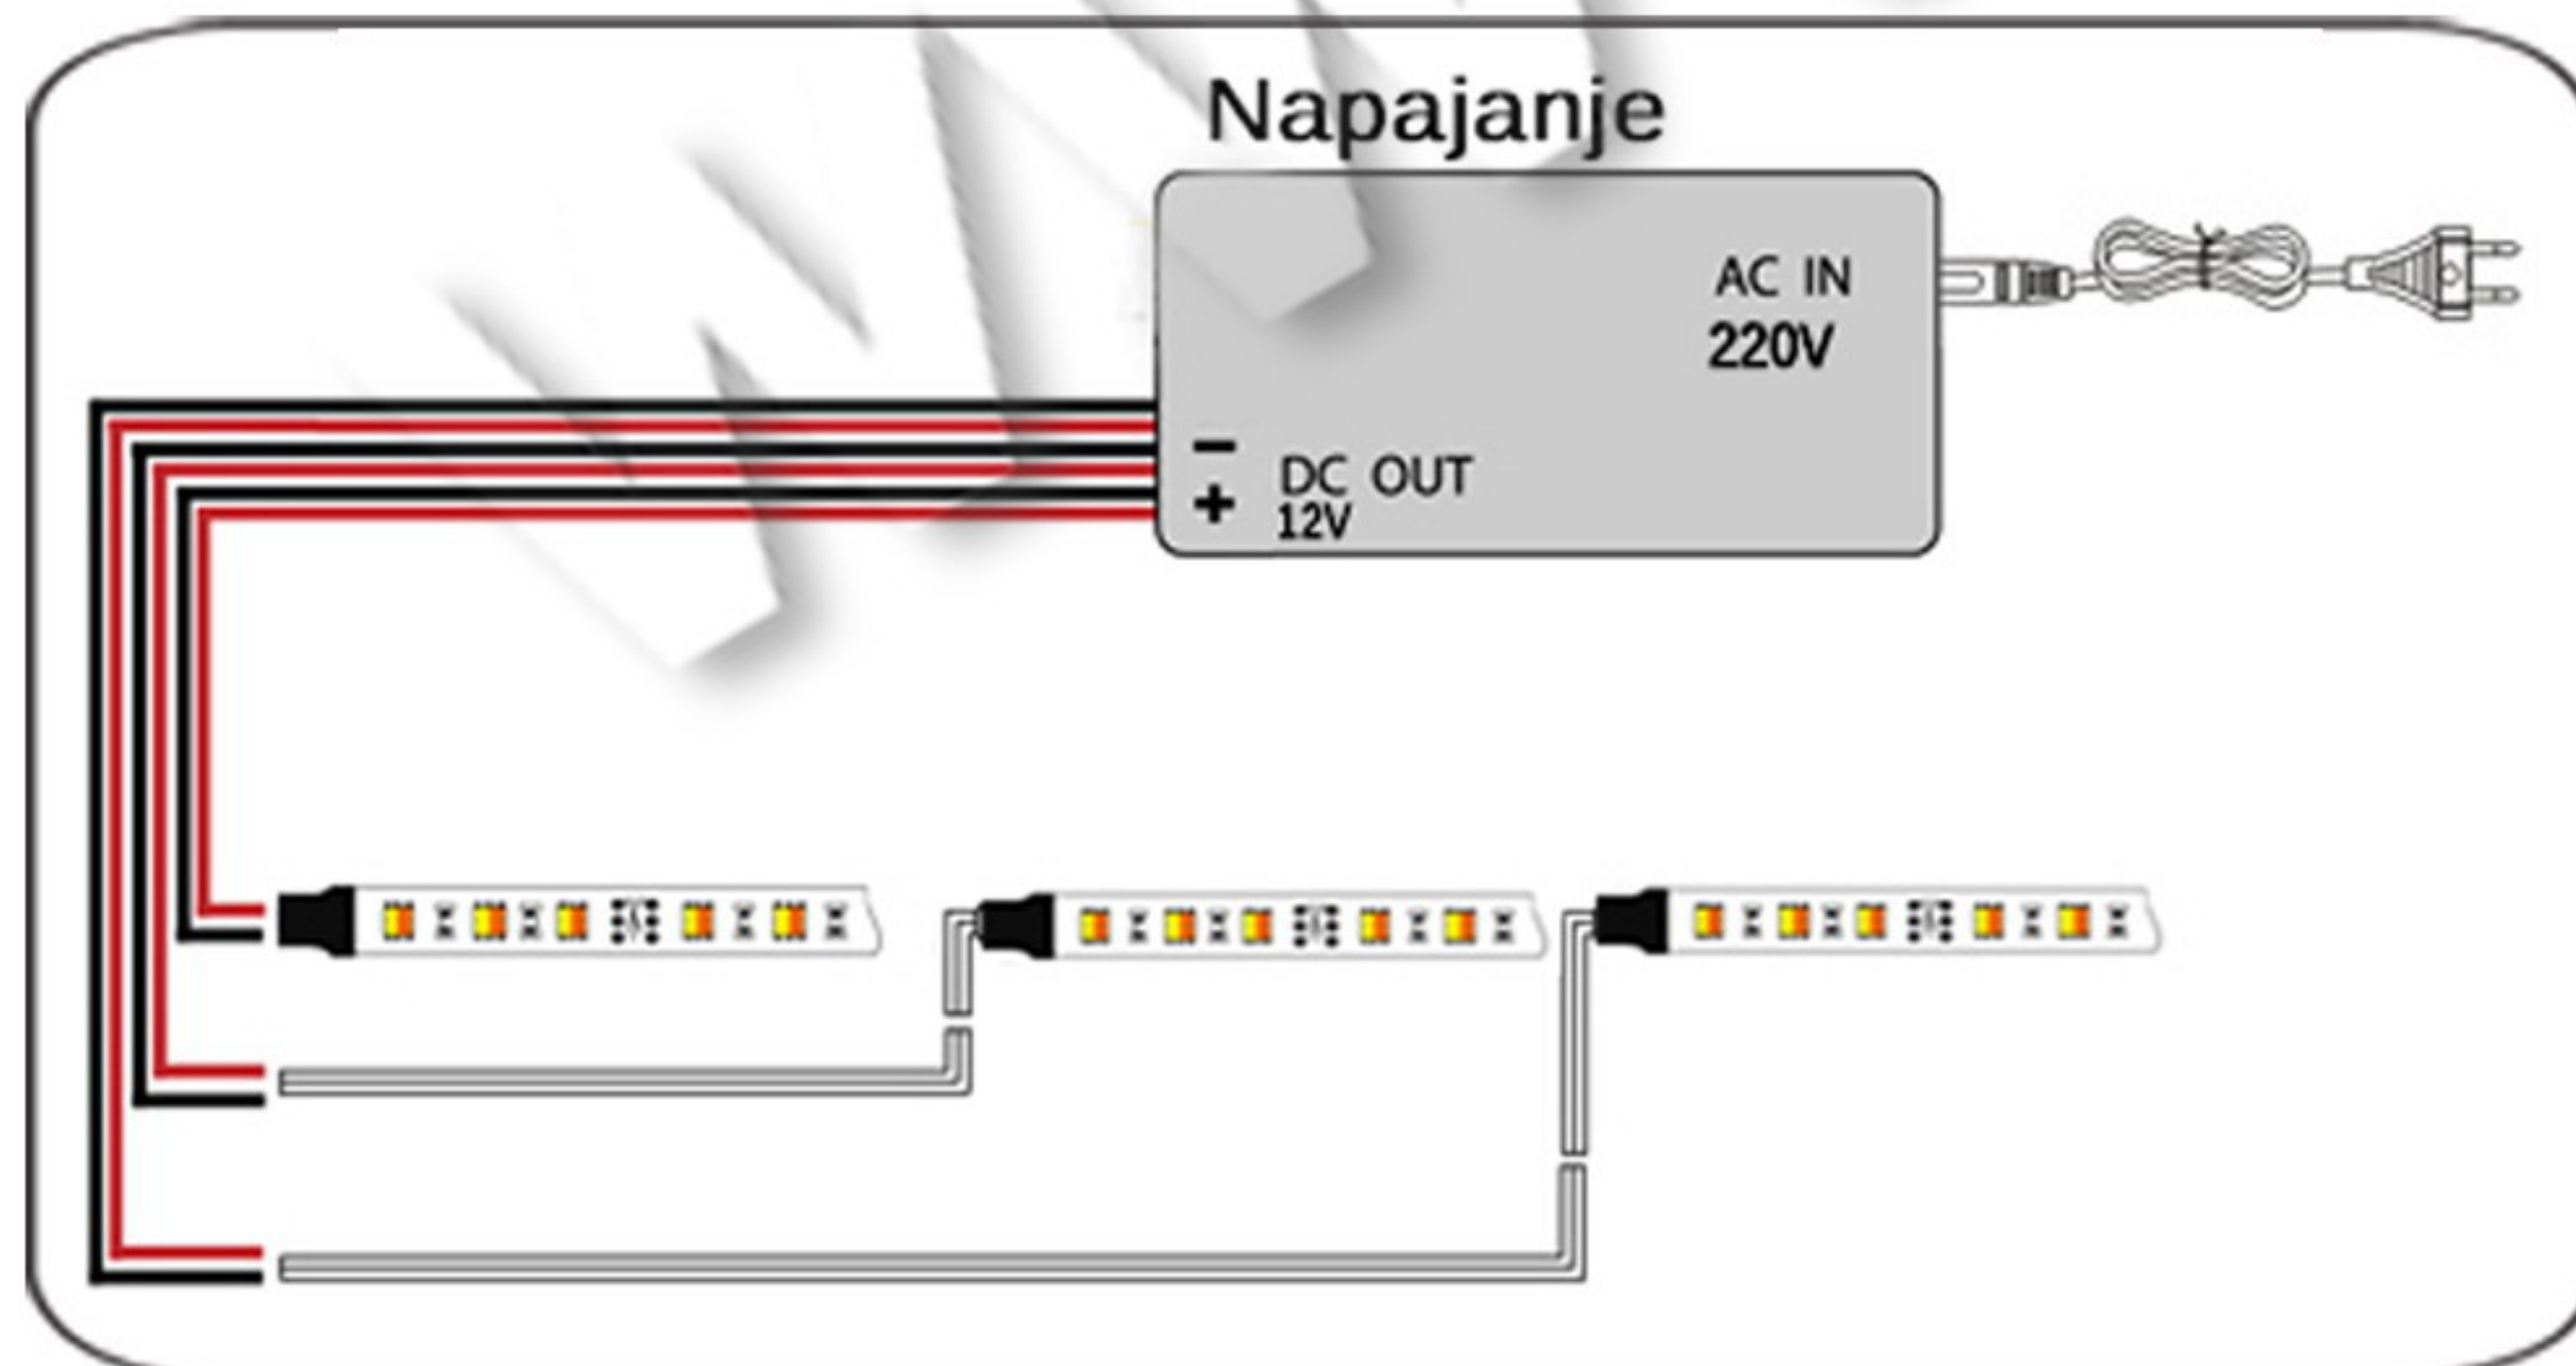 Napajanje
AC IN
220V
−
DC OUT
+
12V